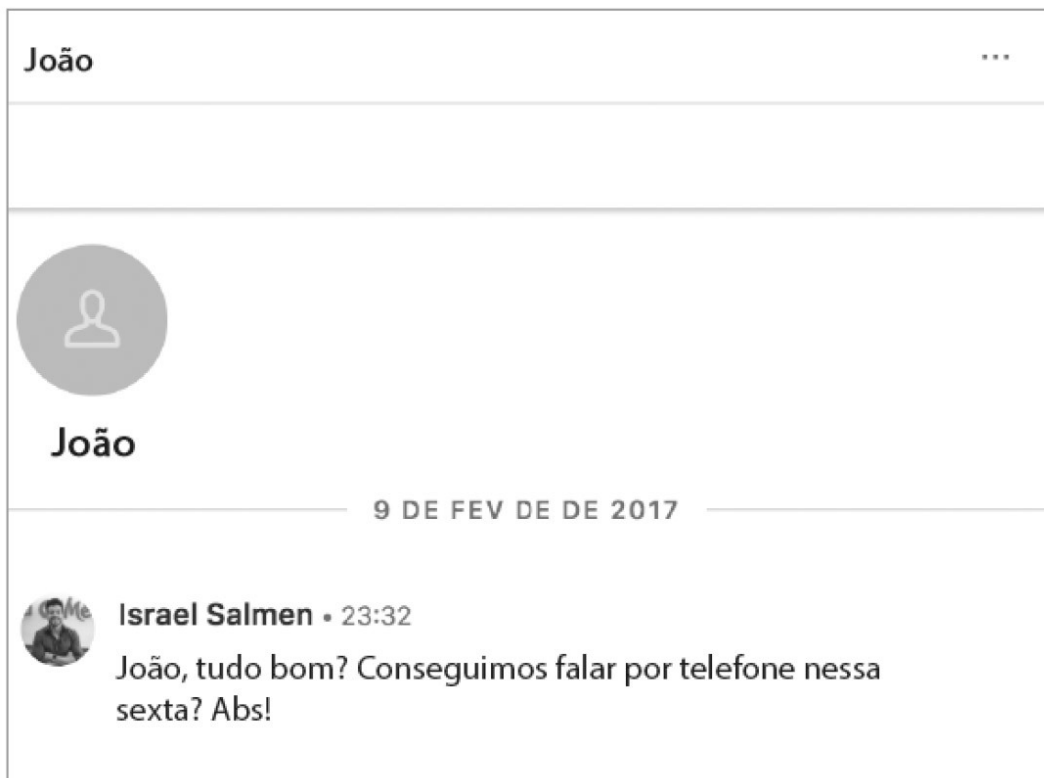 João
...
João
9 DE FEV DE DE 2017
Israel Salmen • 23:32
João, tudo bom? Conseguimos falar por telefone nessa
sexta? Abs!